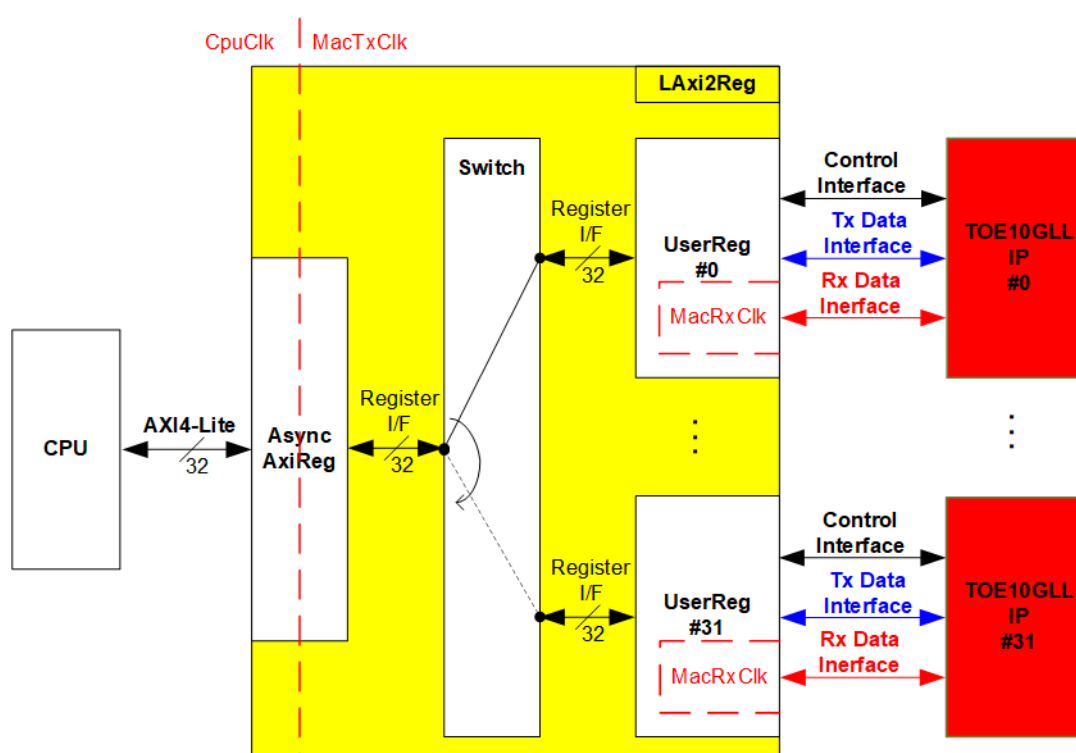 CpuClk
MacTxClk
LAxi2Reg
Switch
Control
Interface
Register
I/F
32
UserReg
#0
Tx Data
Interface
TOE10GLL
IP
#0
Rx Data
Inerface
MacRxClk
CPU
AXI4-Lite
32
Async
AxiReg
Register
I/F
32
Control
Interface
Register
I/F
32
UserReg
#31
Tx Data
Interface
TOE10GLL
IP
#31
Rx Data
Inerface
MacRxClk